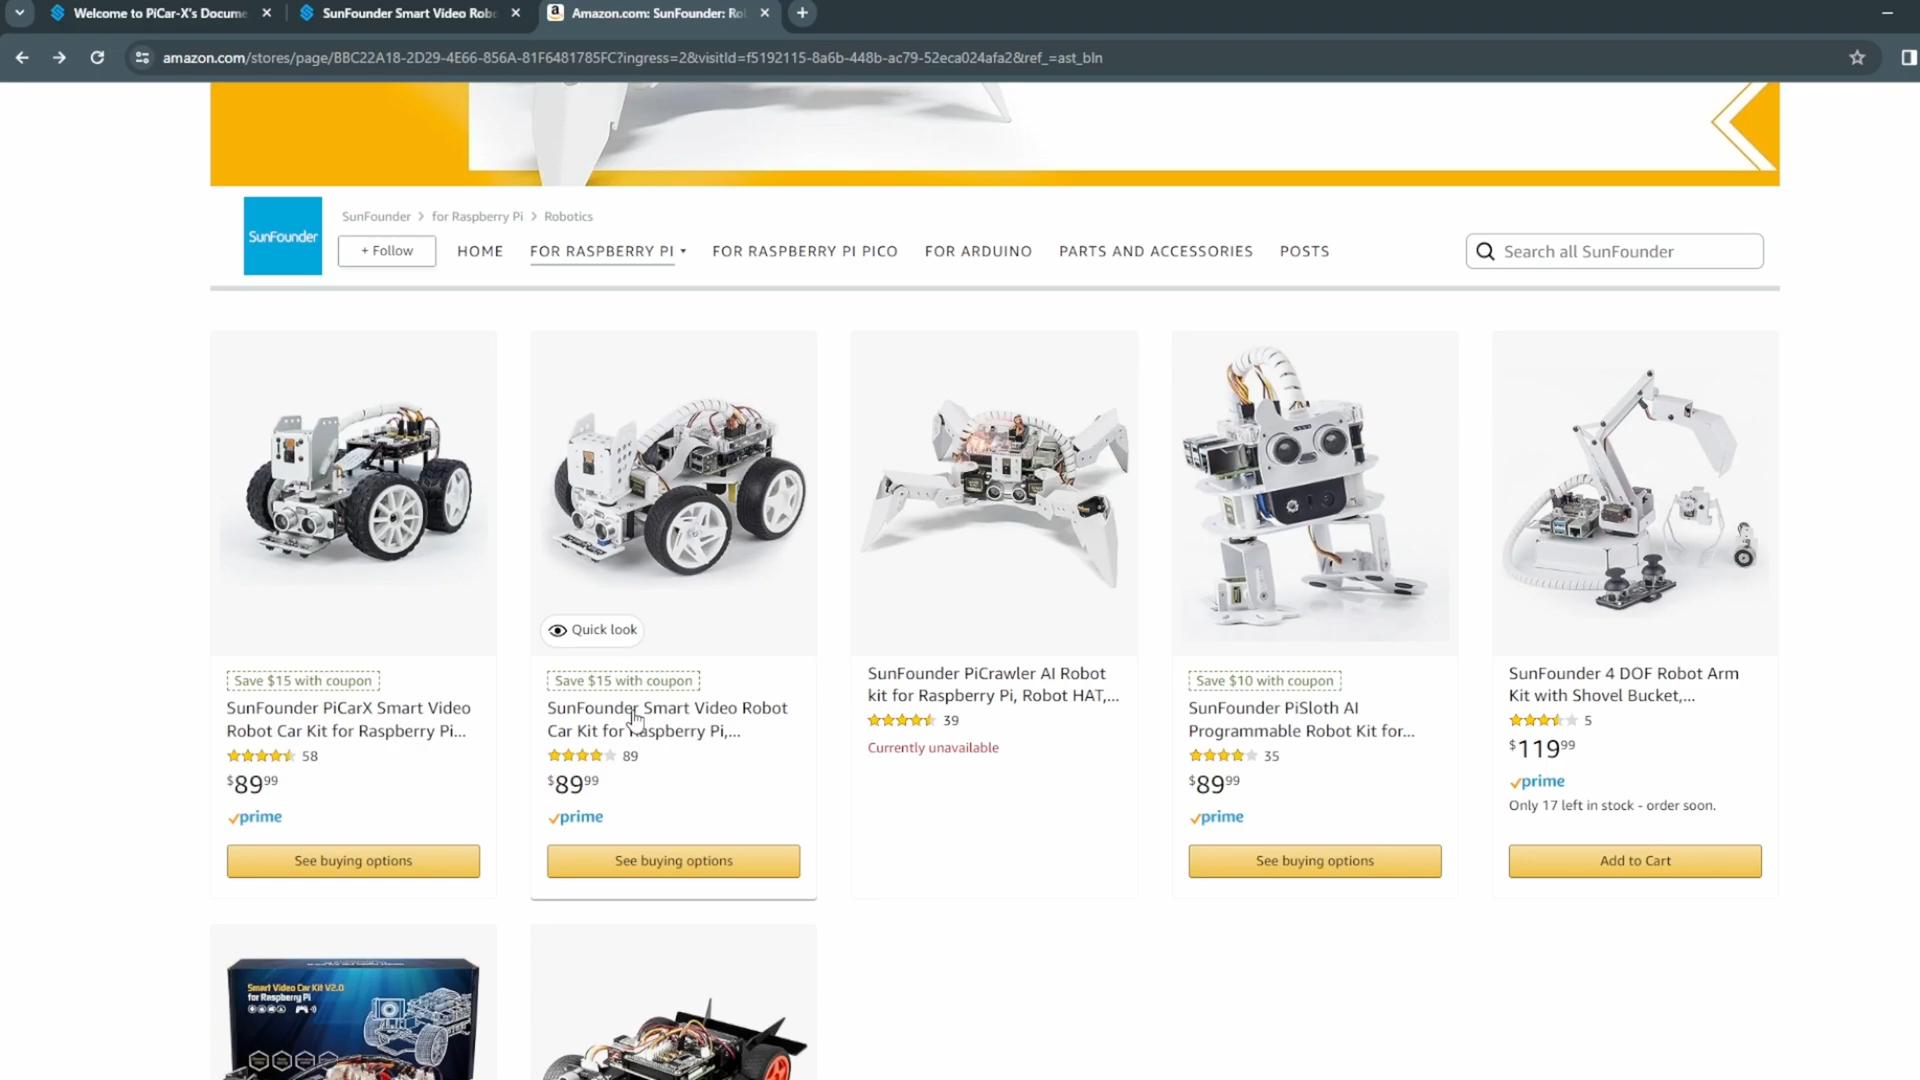 Welcome to PiCar-X's Docume
SunFounder Smart Video Rob
Amazon.com: SunFounder: Ro
amazon.com/stores/page/BBC22A18-2D29-4E66-856A-81F6481785FC?ingress=2&visitId=f5192115-8a6b-448b-ac79-52eca024afa2&ref_=ast_bln
SunFounder
SunFounder > for Raspberry Pi > Robotics
+ Follow
HOME
FOR RASPBERRY PI
FOR RASPBERRY PI PICO
FOR ARDUINO
PARTS AND ACCESSORIES
POSTS
Search all SunFounder
Save $15 with coupon
SunFounder PiCarX Smart Video
Robot Car Kit for Raspberry Pi...
58
$89.99
prime
See buying options
Quick look
Save $15 with coupon
SunFounder Smart Video Robot
Car Kit for Raspberry Pi,...
89
$89.99
prime
See buying options
SunFounder PiCrawler AI Robot
kit for Raspberry Pi, Robot HAT,...
39
Currently unavailable
Save $10 with coupon
SunFounder PiSloth AI
Programmable Robot Kit for...
35
$89.99
prime
See buying options
SunFounder 4 DOF Robot Arm
Kit with Shovel Bucket,...
5
$119.99
prime
Only 17 left in stock - order soon.
Add to Cart
Smart Video Car Kit V2.0
for Raspberry Pi